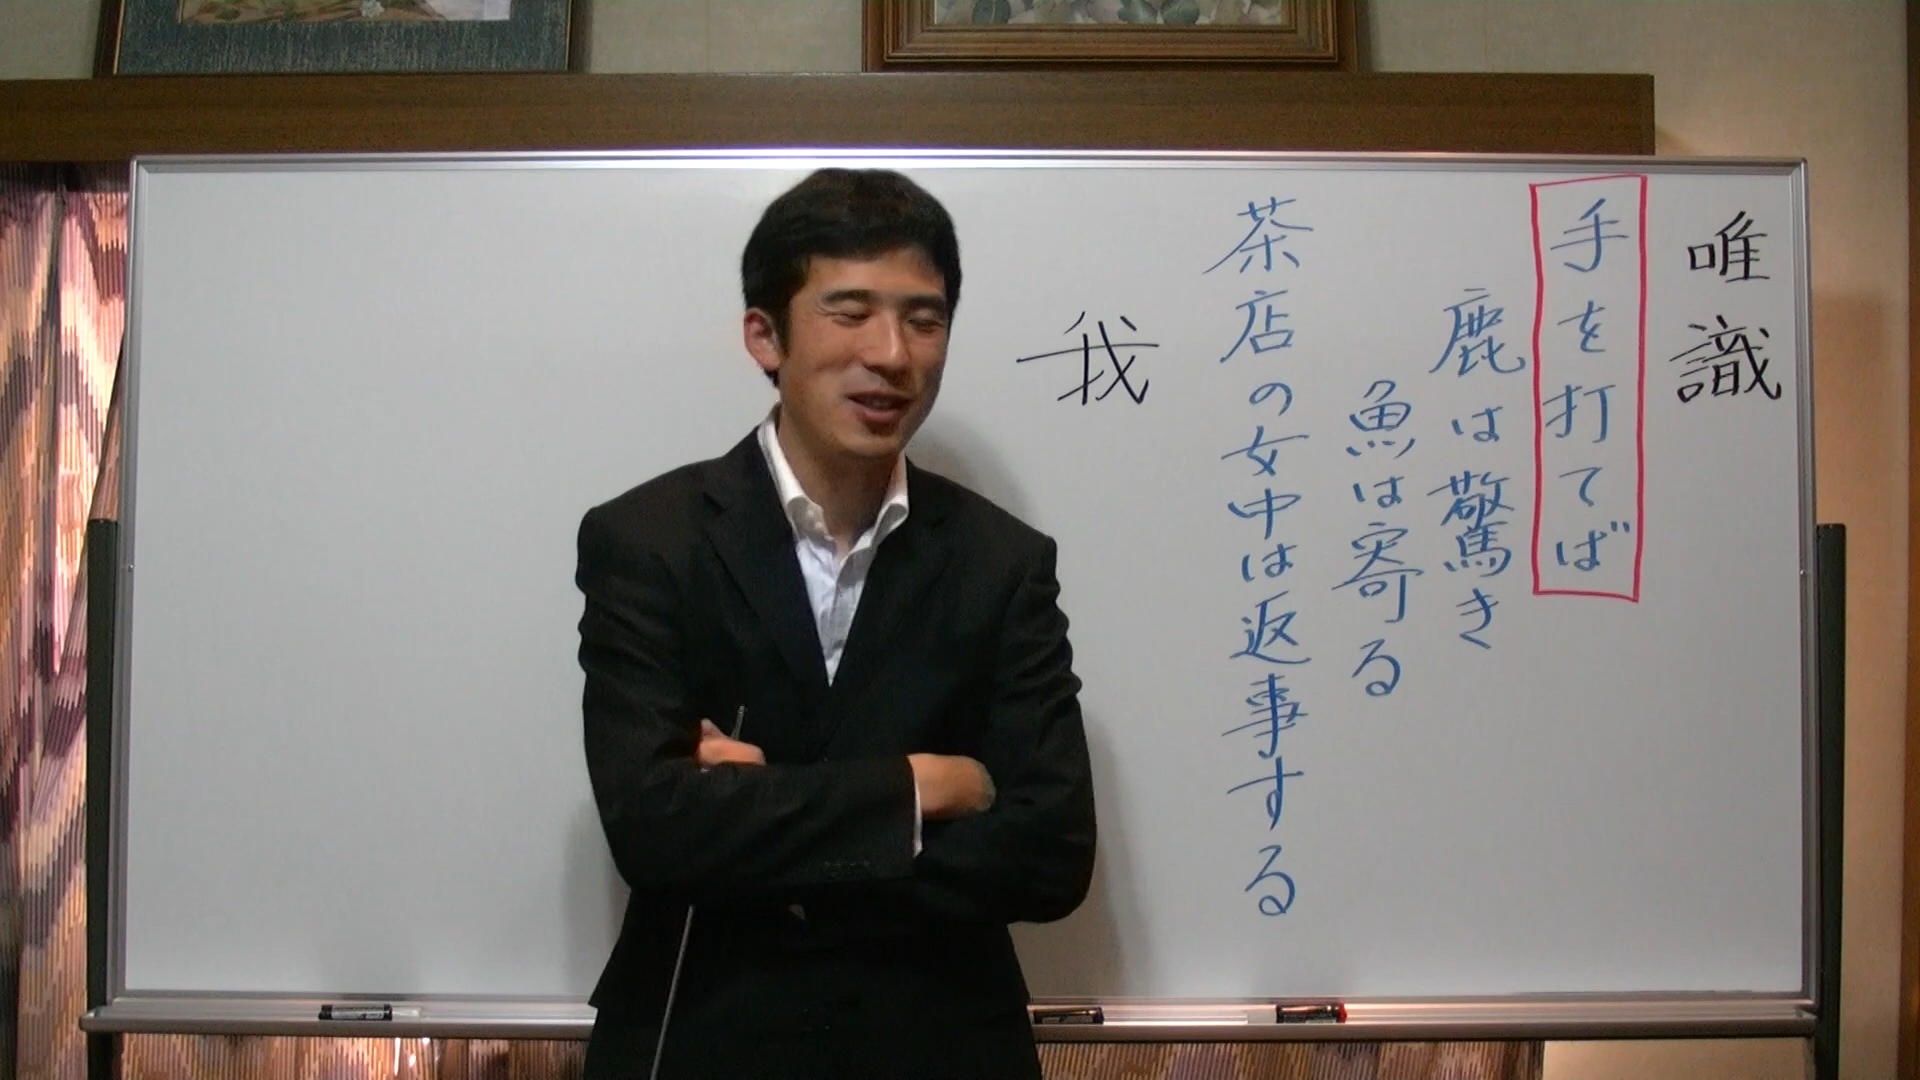 唯識
手を打てば
鹿は驚き
魚は寄る
茶店の女中は返事する
我